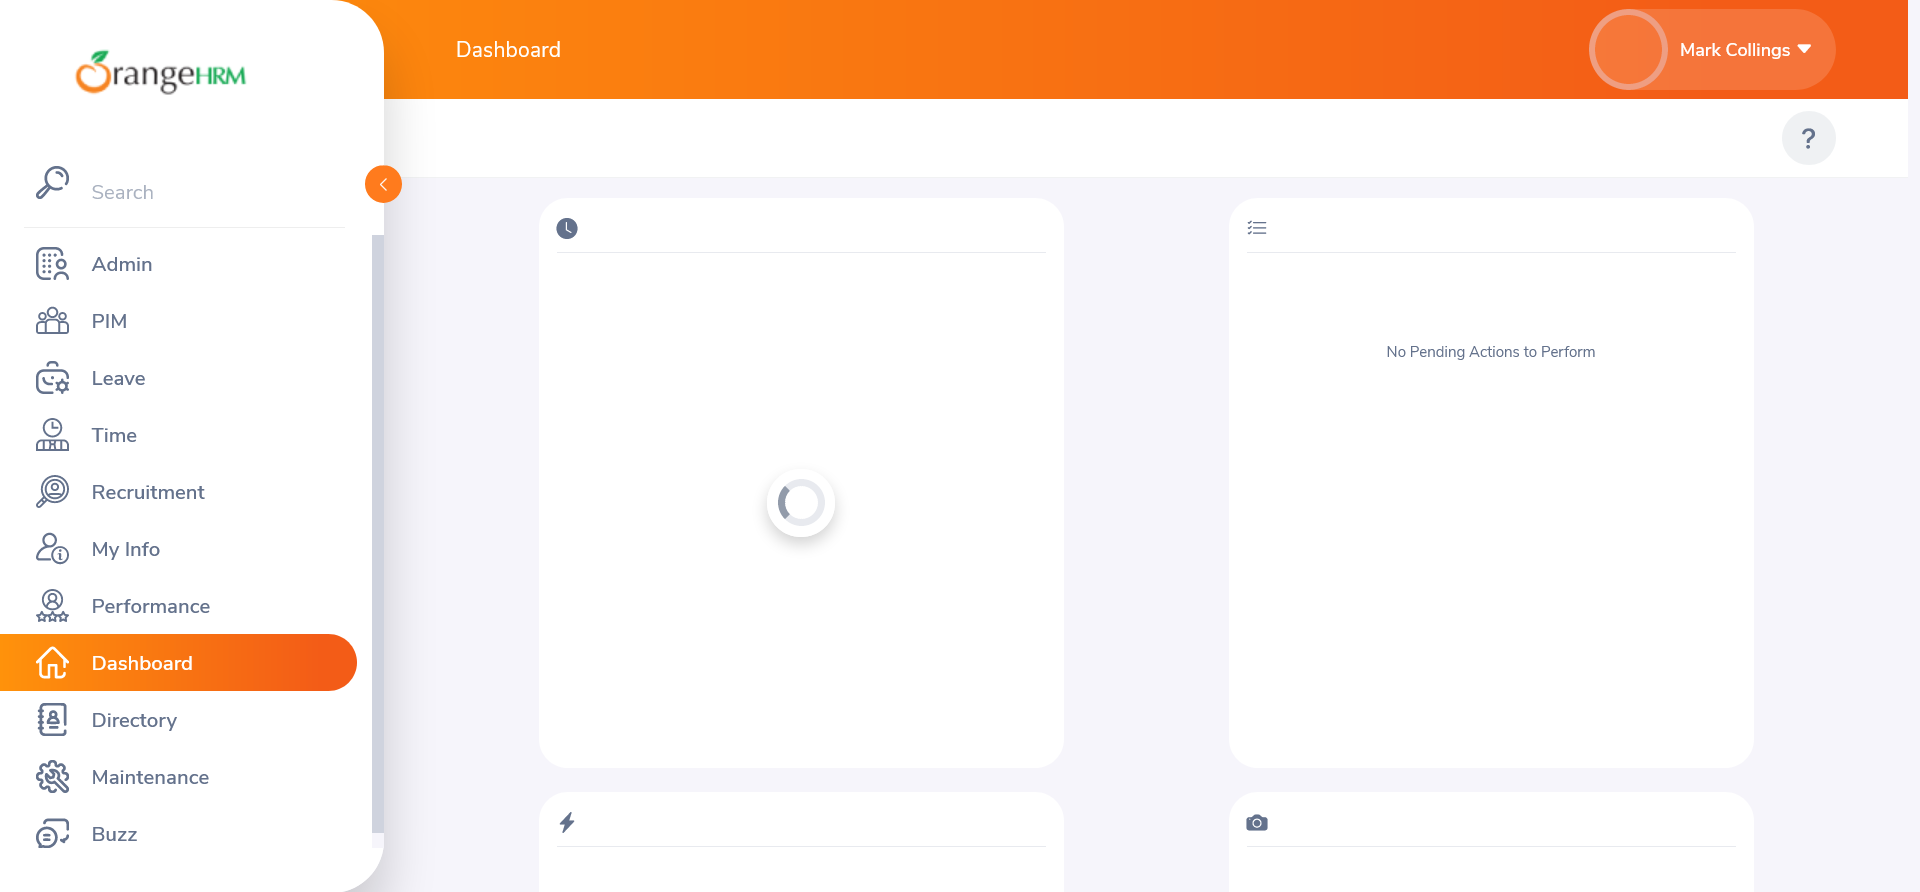 OrangeHRM
Search
Admin
PIM
Leave
Time
Recruitment
My Info
Performance
Dashboard
Directory
Maintenance
Buzz
Dashboard
Mark Collings
?
No Pending Actions to Perform